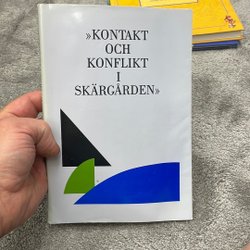 »KONTAKT
OCH
KONFLIKT
I
SKÄRGÅRDEN»